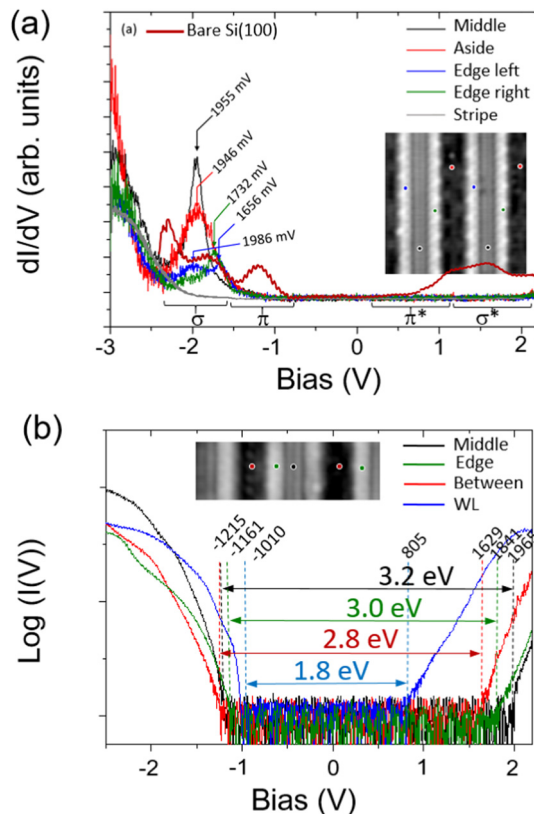 (a)
(a) Bare Si(100)
Middle
Aside
Edge left
Edge right
Stripe
1955 mV
1946 mV
1732 mV
1656 mV
1986 mV
dI/dV (arb. units)
σ π π* σ*
-3 -2 -1 0 1 2
Bias (V)
(b)
Middle
Edge
Between
WL
-1215
-1161
-1010
805
1629
1841
3.2 eV
3.0 eV
2.8 eV
1.8 eV
Log (I(V))
-2 -1 0 1 2
Bias (V)